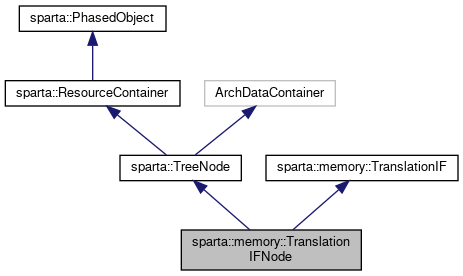 sparta::PhasedObject
sparta::ResourceContainer
ArchDataContainer
sparta::TreeNode
sparta::memory::TranslationIF
sparta::memory::Translation
IFNode